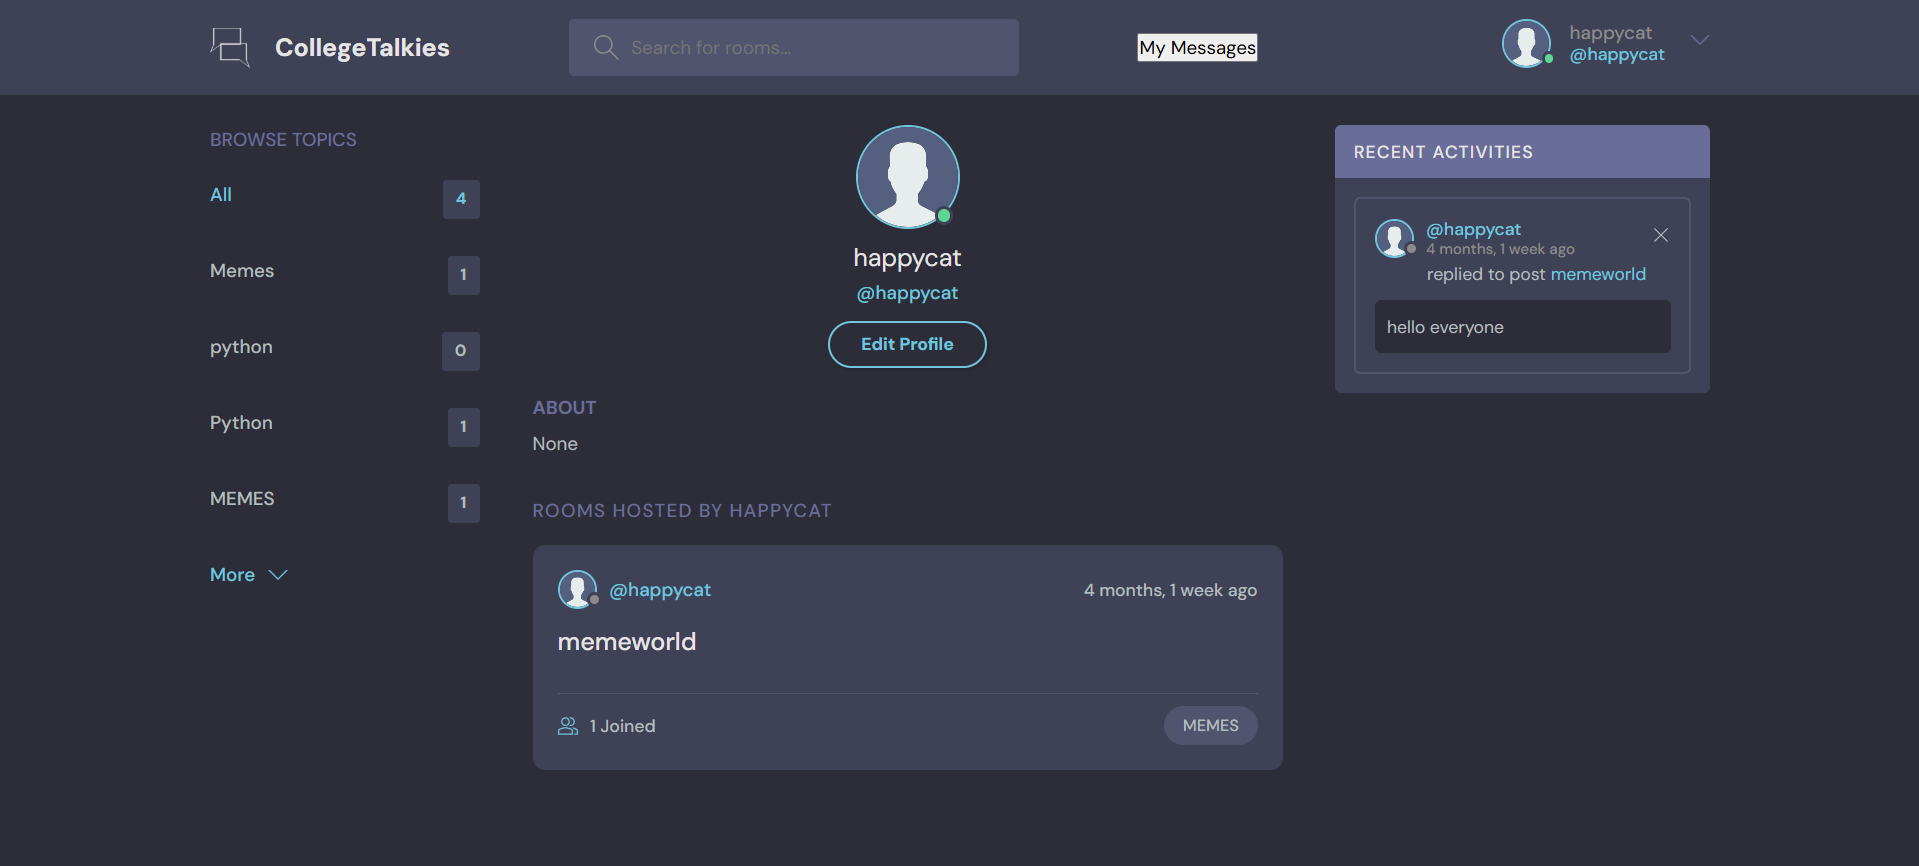 CollegeTalkies
Search for rooms...
My Messages
happycat
@happycat
BROWSE TOPICS
All
4
Memes
1
python
0
Python
1
MEMES
1
More
happycat
@happycat
Edit Profile
ABOUT
None
ROOMS HOSTED BY HAPPYCAT
@happycat
4 months, 1 week ago
memeworld
1 Joined
MEMES
RECENT ACTIVITIES
@happycat
4 months, 1 week ago
replied to post memeworld
hello everyone